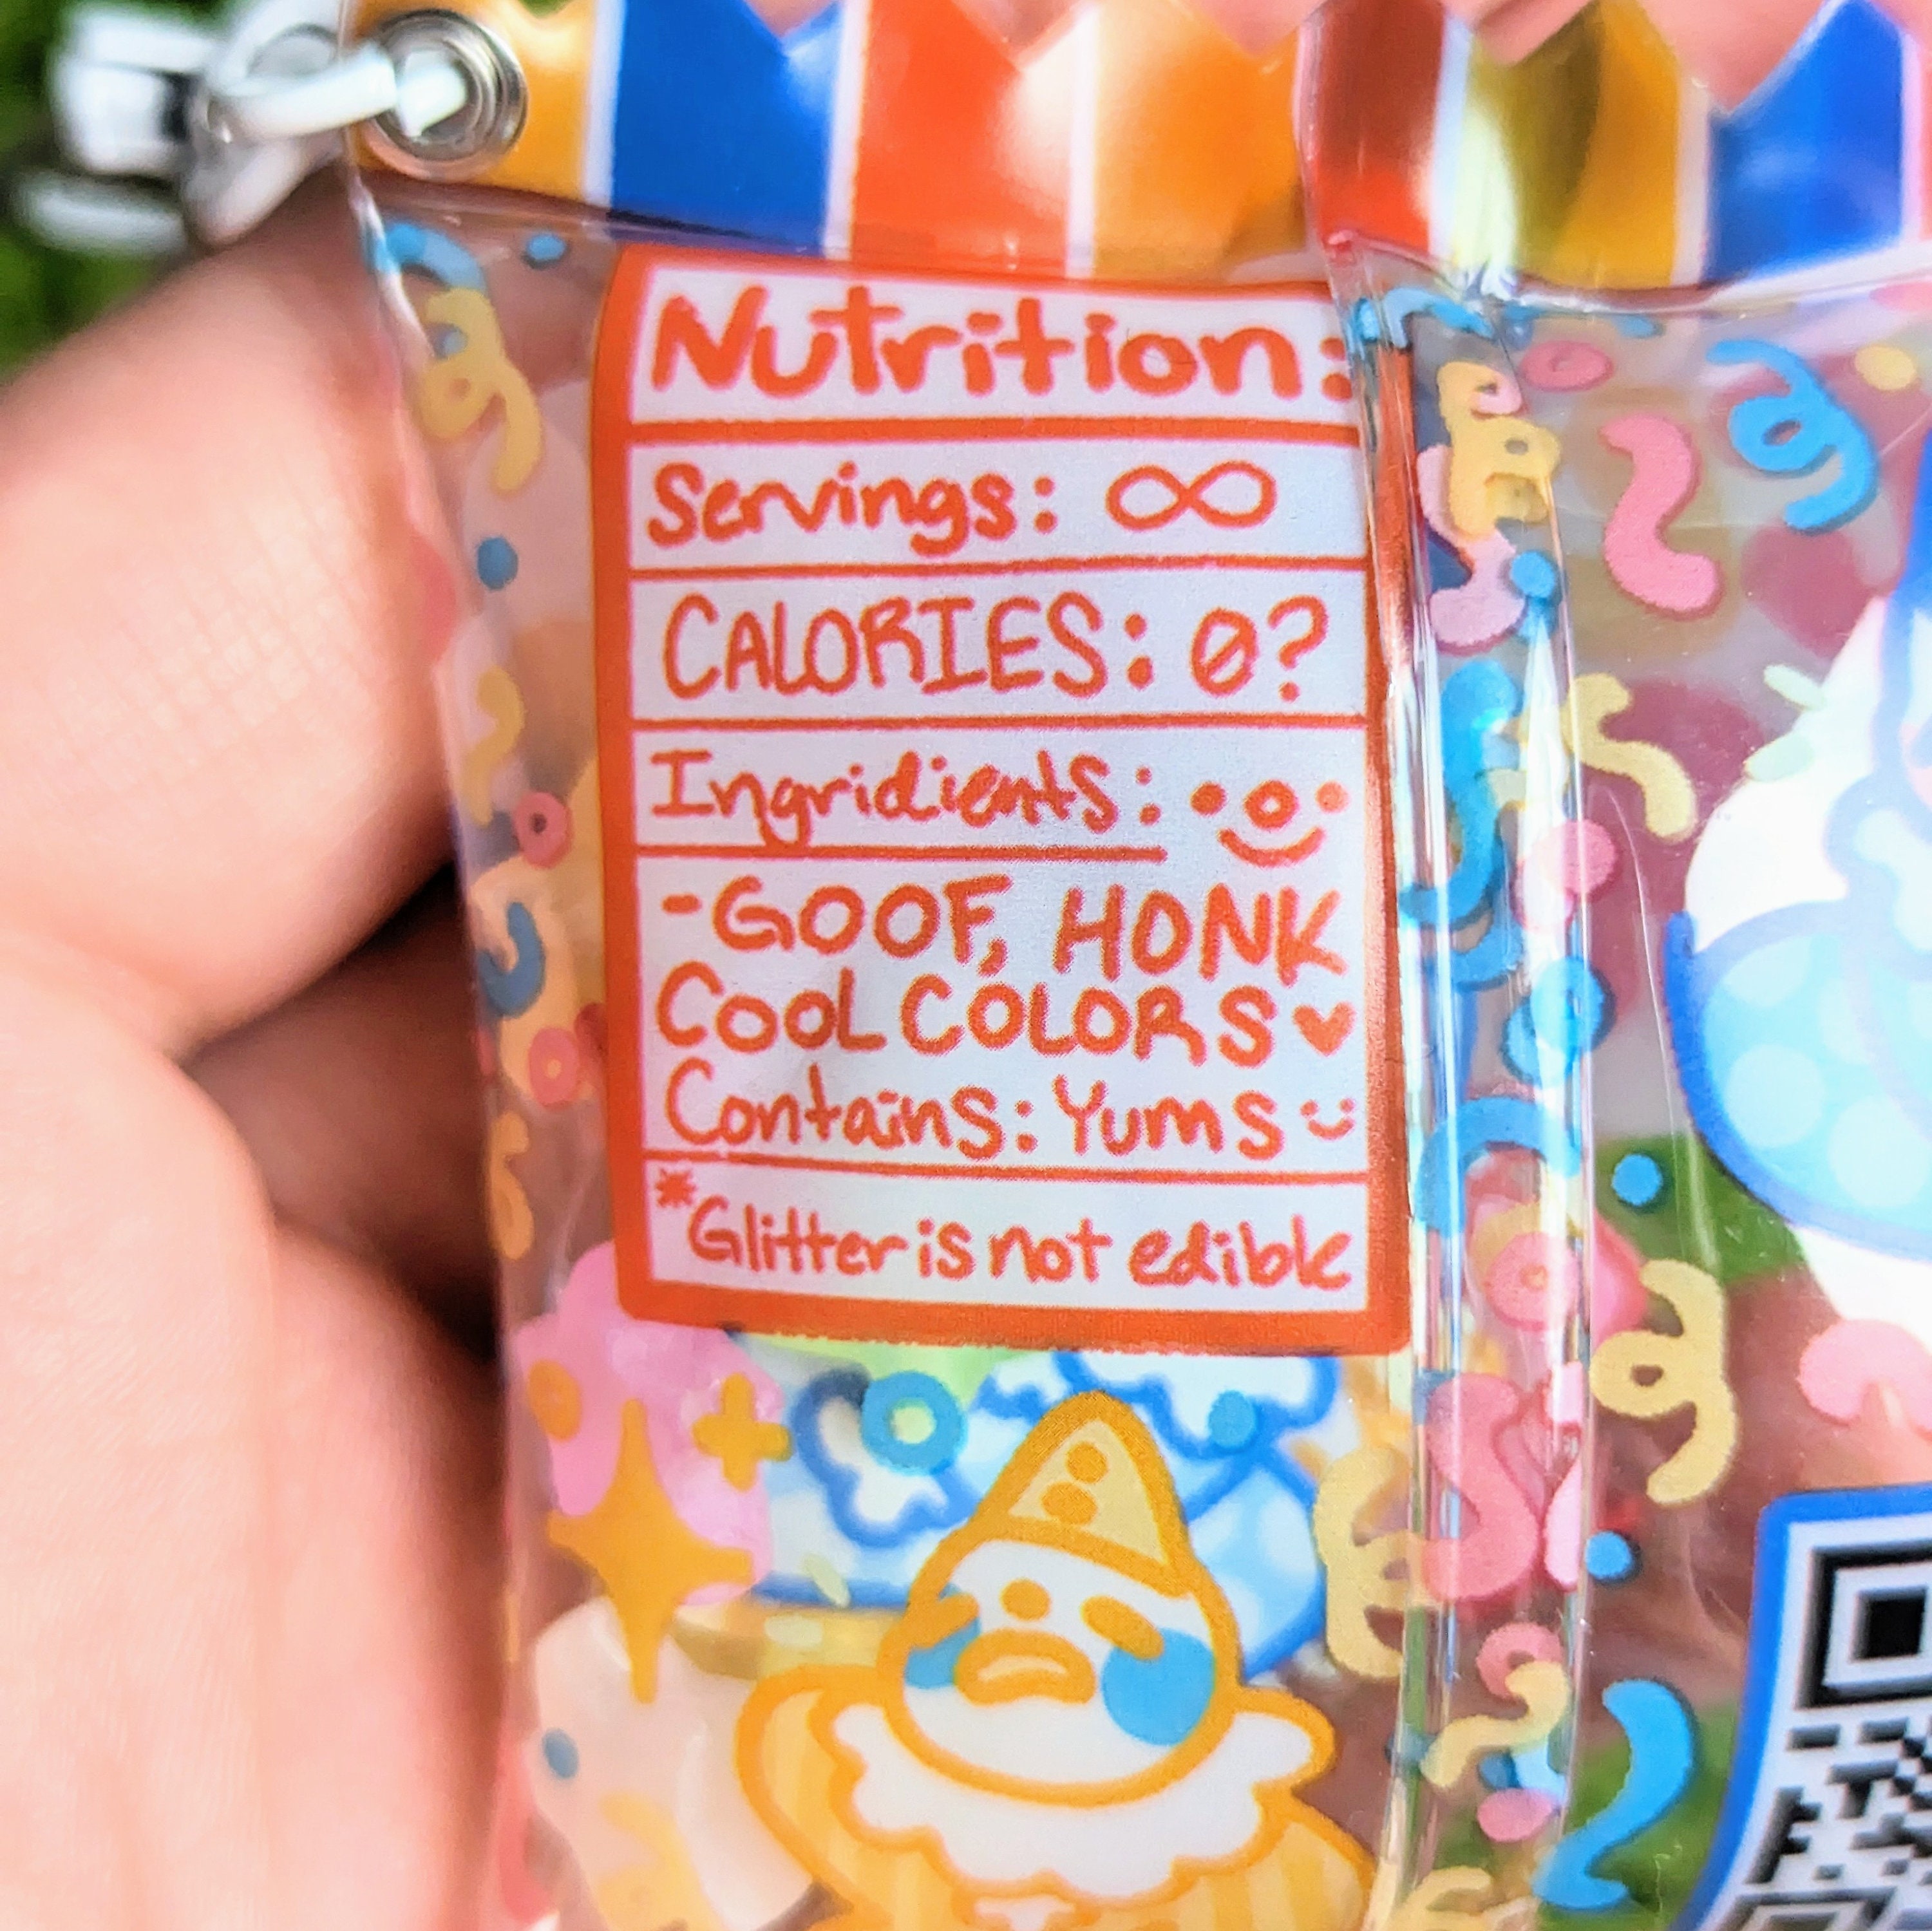 Nutrition:
Servings: ∞
CALORIES: 0?
Ingridients:
-GOOF, HONK
COOL COLORS ♥
Contains: Yums
*Glitter is not edible